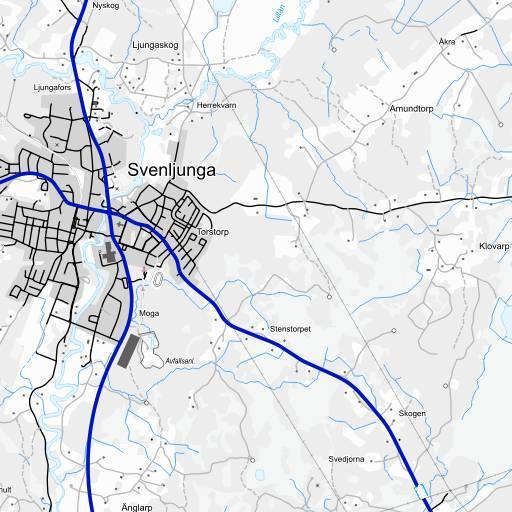 Nyskog
Lillån
Ljungaskog
Åkra
Ljungafors
Herrekvarn
Amundtorp
Svenljunga
Torstorp
Klovarp
Moga
Stenstorpet
Avfallsanl.
Skogen
Svedjorna
hult
Änglarp